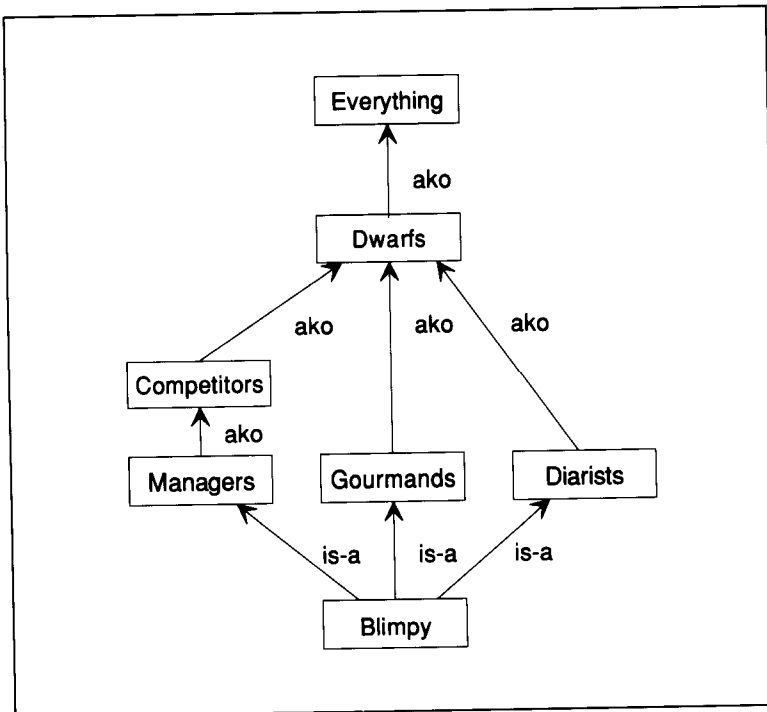 Everything
ako
Dwarfs
ako
ako
ako
Competitors
ako
Managers
Gourmands
Diarists
is-a
is-a
is-a
Blimpy